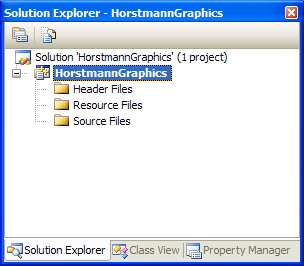 Solution Explorer - HorstmannGraphics
Solution 'HorstmannGraphics' (1 project)
HorstmannGraphics
Header Files
Resource Files
Source Files
Solution Explorer Class View Property Manager